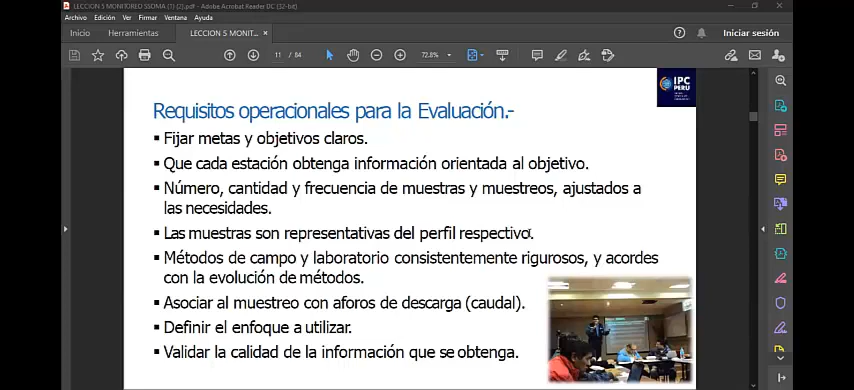 LECCION 5 MONITOREO SSOMA (1) (2).pdf - Adobe Acrobat Reader DC (32-bit)
Archivo Edición Ver Firmar Ventana Ayuda
Inicio Herramientas LECCION 5 MONIT... Iniciar sesión
11 / 84 72.8%
IPC
PERU
Requisitos operacionales para la Evaluación.-
▪ Fijar metas y objetivos claros.
▪ Que cada estación obtenga información orientada al objetivo.
▪ Número, cantidad y frecuencia de muestras y muestreos, ajustados a
las necesidades.
▪ Las muestras son representativas del perfil respectivo.
▪ Métodos de campo y laboratorio consistentemente rigurosos, y acordes
con la evolución de métodos.
▪ Asociar al muestreo con aforos de descarga (caudal).
▪ Definir el enfoque a utilizar.
▪ Validar la calidad de la información que se obtenga.